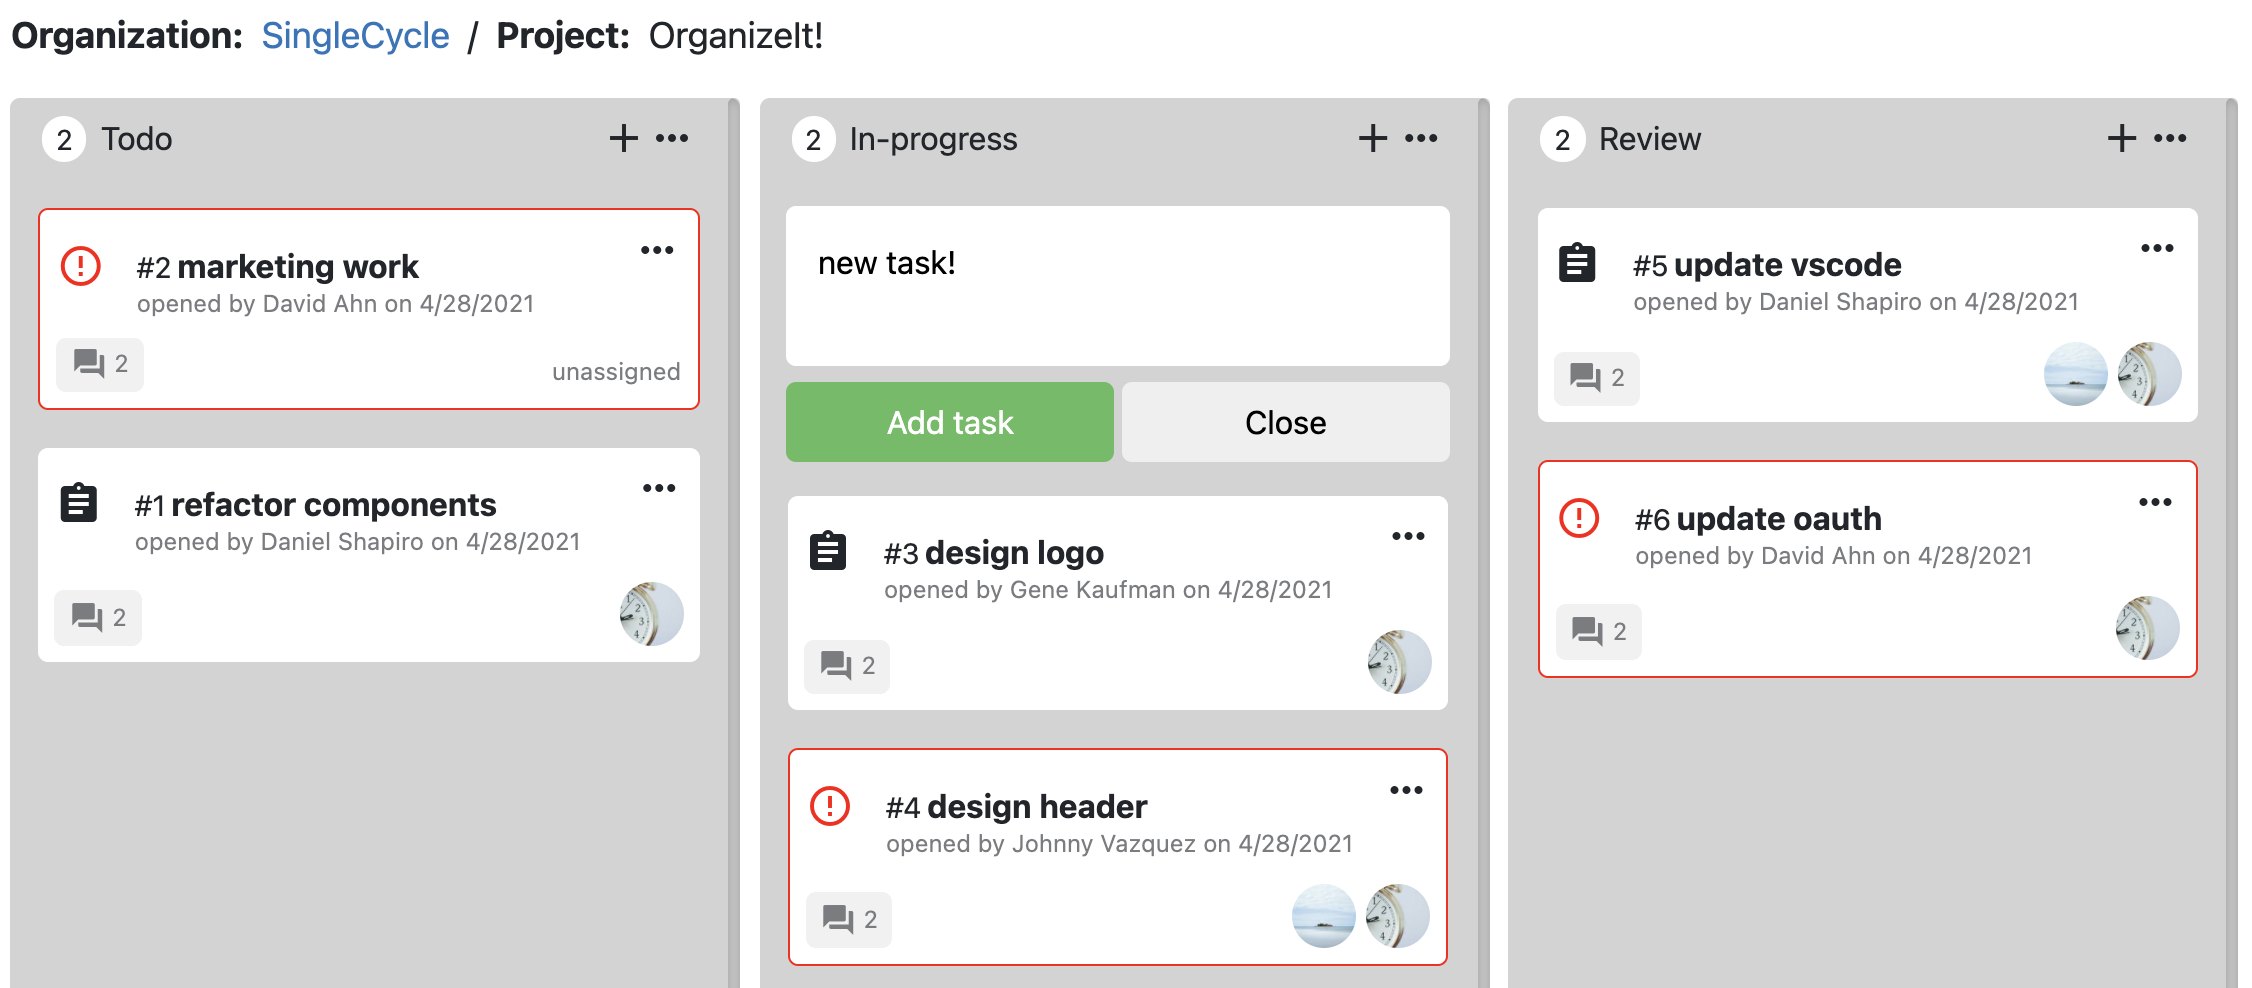 Organization: SingleCycle / Project: OrganizeIt!
2 Todo
#2 marketing work
opened by David Ahn on 4/28/2021
2
unassigned
#1 refactor components
opened by Daniel Shapiro on 4/28/2021
2
2 In-progress
new task!
Add task
Close
#3 design logo
opened by Gene Kaufman on 4/28/2021
2
#4 design header
opened by Johnny Vazquez on 4/28/2021
2
2 Review
#5 update vscode
opened by Daniel Shapiro on 4/28/2021
2
#6 update oauth
opened by David Ahn on 4/28/2021
2